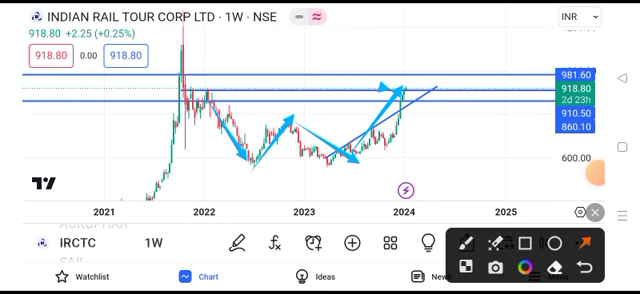 INDIAN RAIL TOUR CORP LTD · 1W · NSE
INR
918.80 +2.25 (+0.25%)
918.80 0.00 918.80
981.60
918.80
2d 23h
910.50
860.10
600.00
2021 2022 2023 2024 2025
IRCTC 1W
Watchlist Chart Ideas News Menu